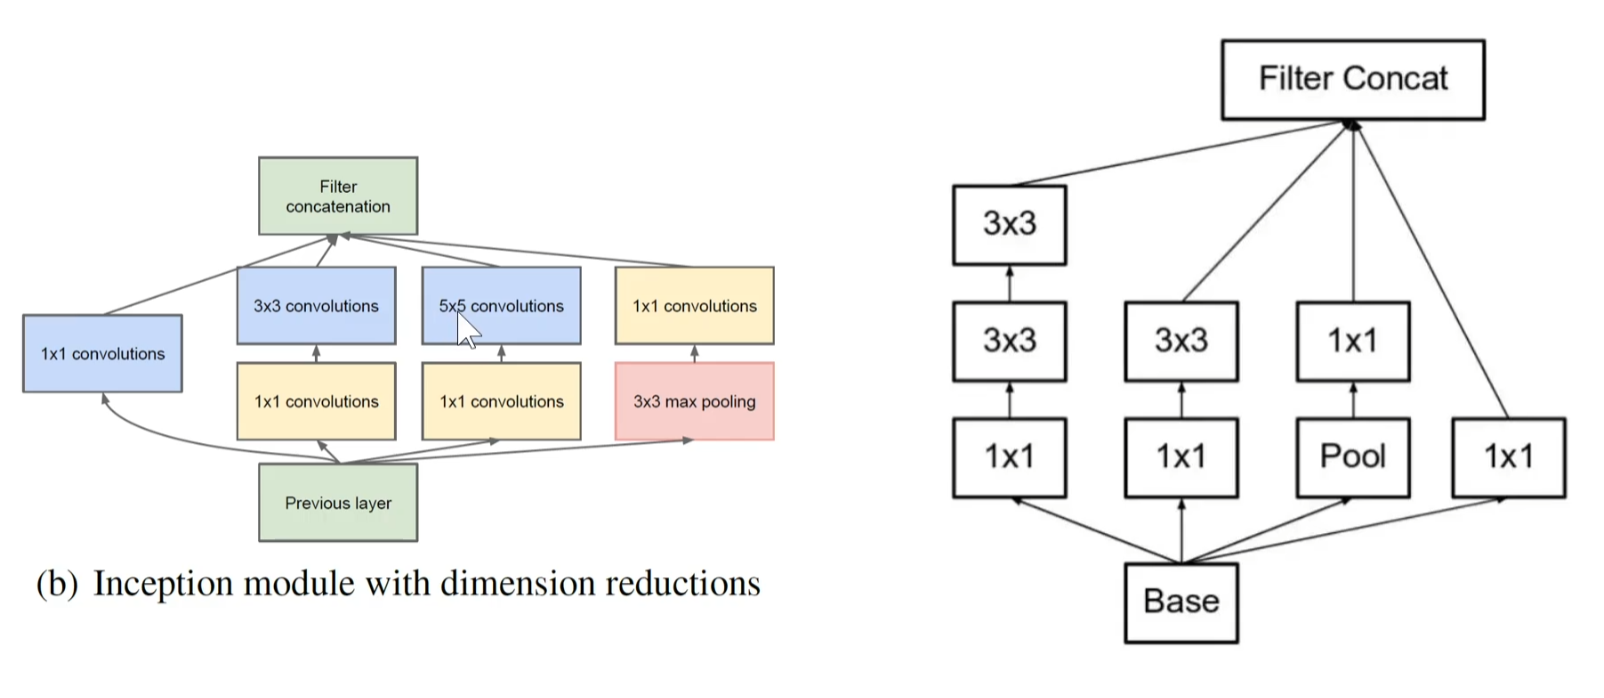 Filter
concatenation
3x3 convolutions
5x5 convolutions
1x1 convolutions
1x1 convolutions
1x1 convolutions
1x1 convolutions
3x3 max pooling
Previous layer
(b) Inception module with dimension reductions
Filter Concat
3x3
3x3
3x3
1x1
1x1
1x1
Pool
1x1
Base